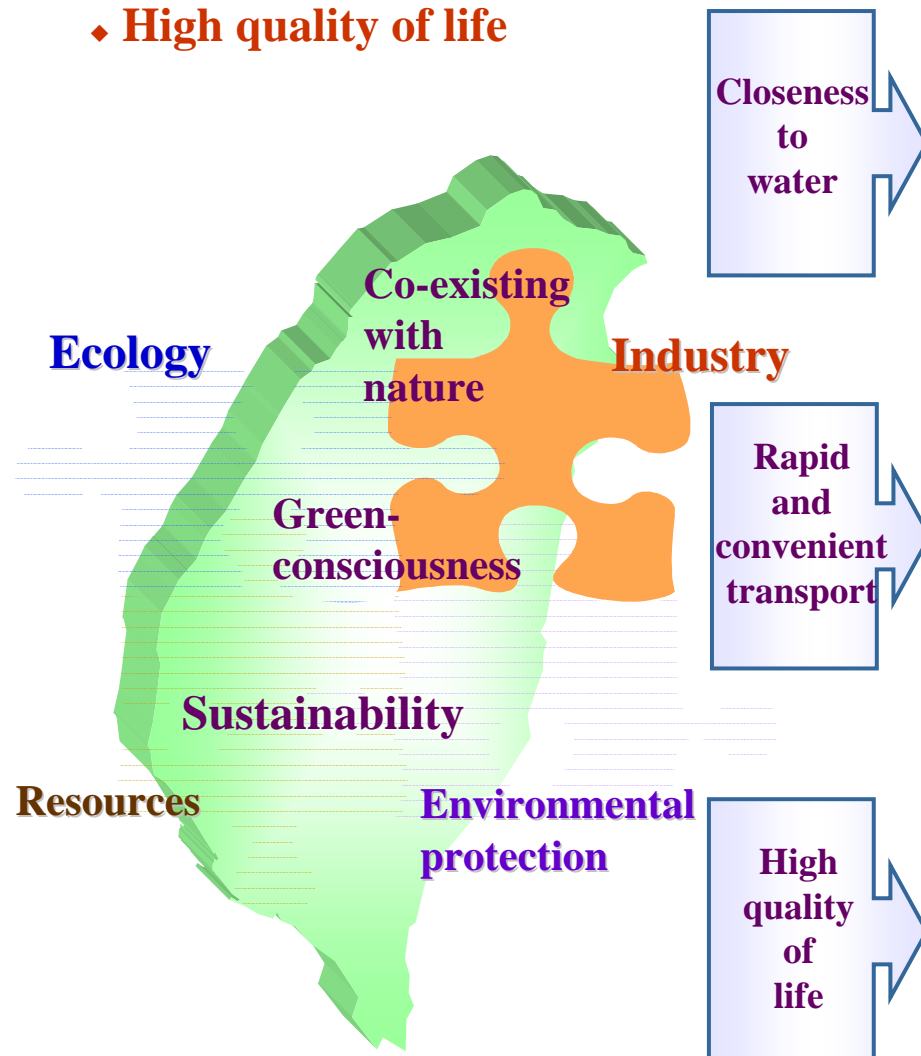 ◆ High quality of life
Closeness
to
water
Co-existing
with
nature
Ecology
Industry
Rapid
and
convenient
transport
Green-
consciousness
Sustainability
Resources
Environmental
protection
High
quality
of
life